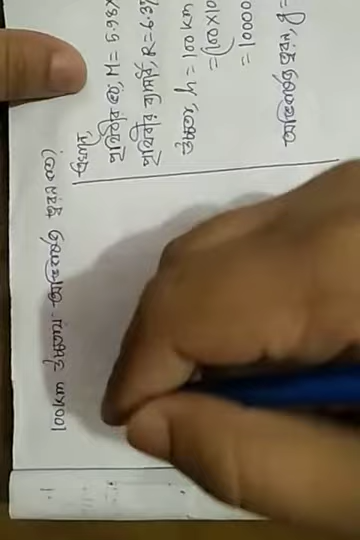 100km উচ্চতায় অভিকর্ষজ ত্বরণ কত?
এখানে,
পৃথিবীর ভর, M = 5.98×
পৃথিবীর ব্যাসার্ধ, R = 6.37
উচ্চতা, h = 100 km
= (100×10
= 10000
অভিকর্ষজ ত্বরণ, g =